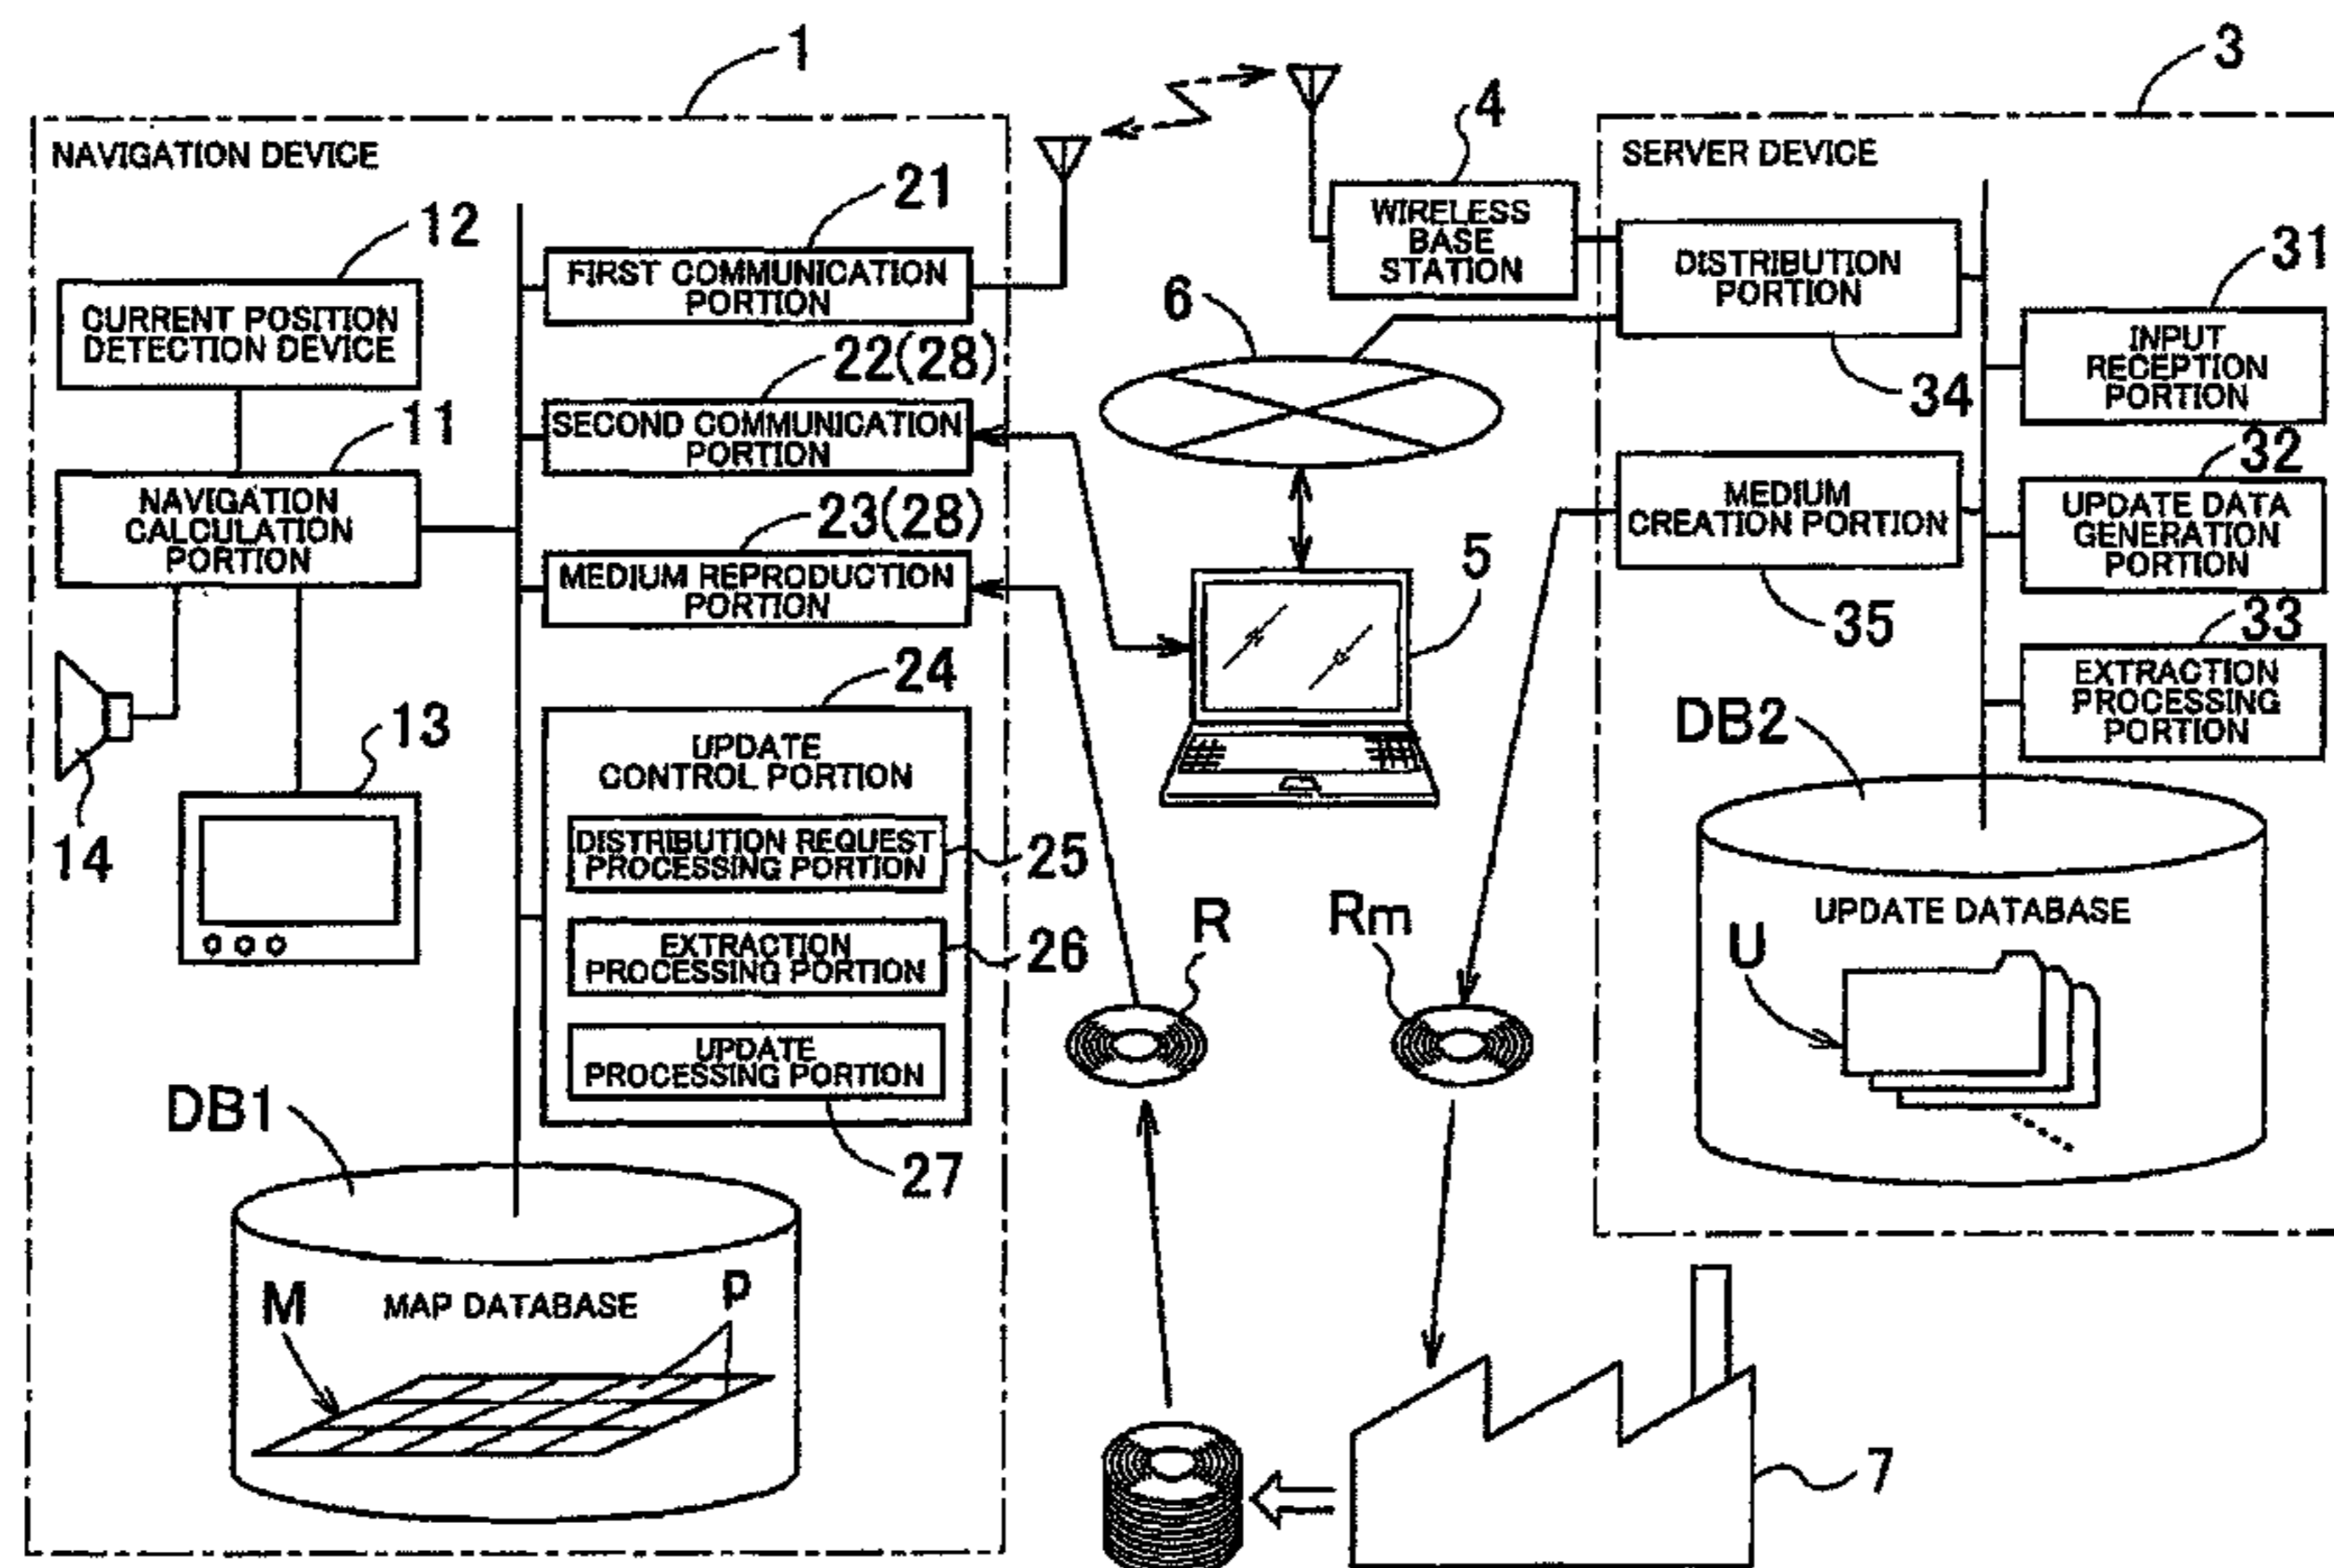 1
3
NAVIGATION DEVICE
4
SERVER DEVICE
21
12
WIRELESS
BASE
STATION
FIRST COMMUNICATION
PORTION
DISTRIBUTION
PORTION
31
CURRENT POSITION
DETECTION DEVICE
6
INPUT
RECEPTION
PORTION
22(28)
34
11
SECOND COMMUNICATION
PORTION
32
NAVIGATION
CALCULATION
PORTION
MEDIUM
CREATION PORTION
UPDATE DATA
GENERATION
PORTION
23(28)
5
MEDIUM REPRODUCTION
PORTION
35
33
24
EXTRACTION
PROCESSING
PORTION
13
UPDATE
CONTROL PORTION
DB2
14
DISTRIBUTION REQUEST
PROCESSING PORTION
25
R
Rm
UPDATE DATABASE
EXTRACTION
PROCESSING PORTION
26
U
UPDATE
PROCESSING PORTION
DB1
27
M
MAP DATABASE
P
7